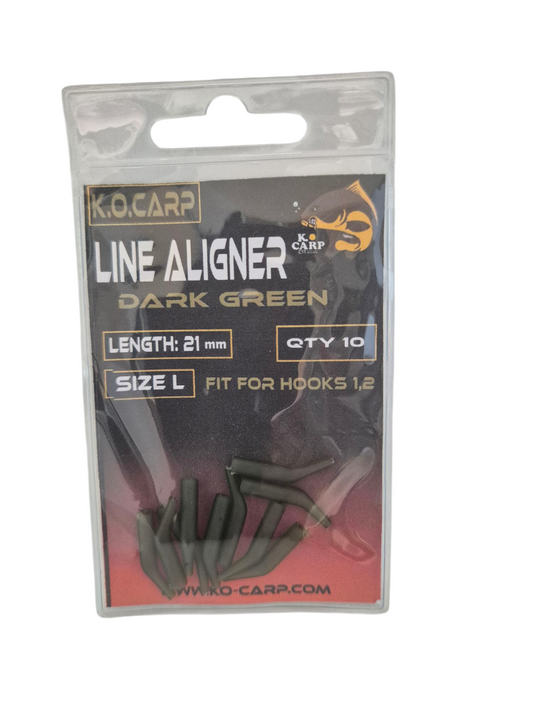 K.O.CARP
K.O
CARP
LINE ALIGNER
DARK GREEN
LENGTH: 21 mm
QTY 10
SIZE L
FIT FOR HOOKS 1,2
WWW.KO-CARP.COM